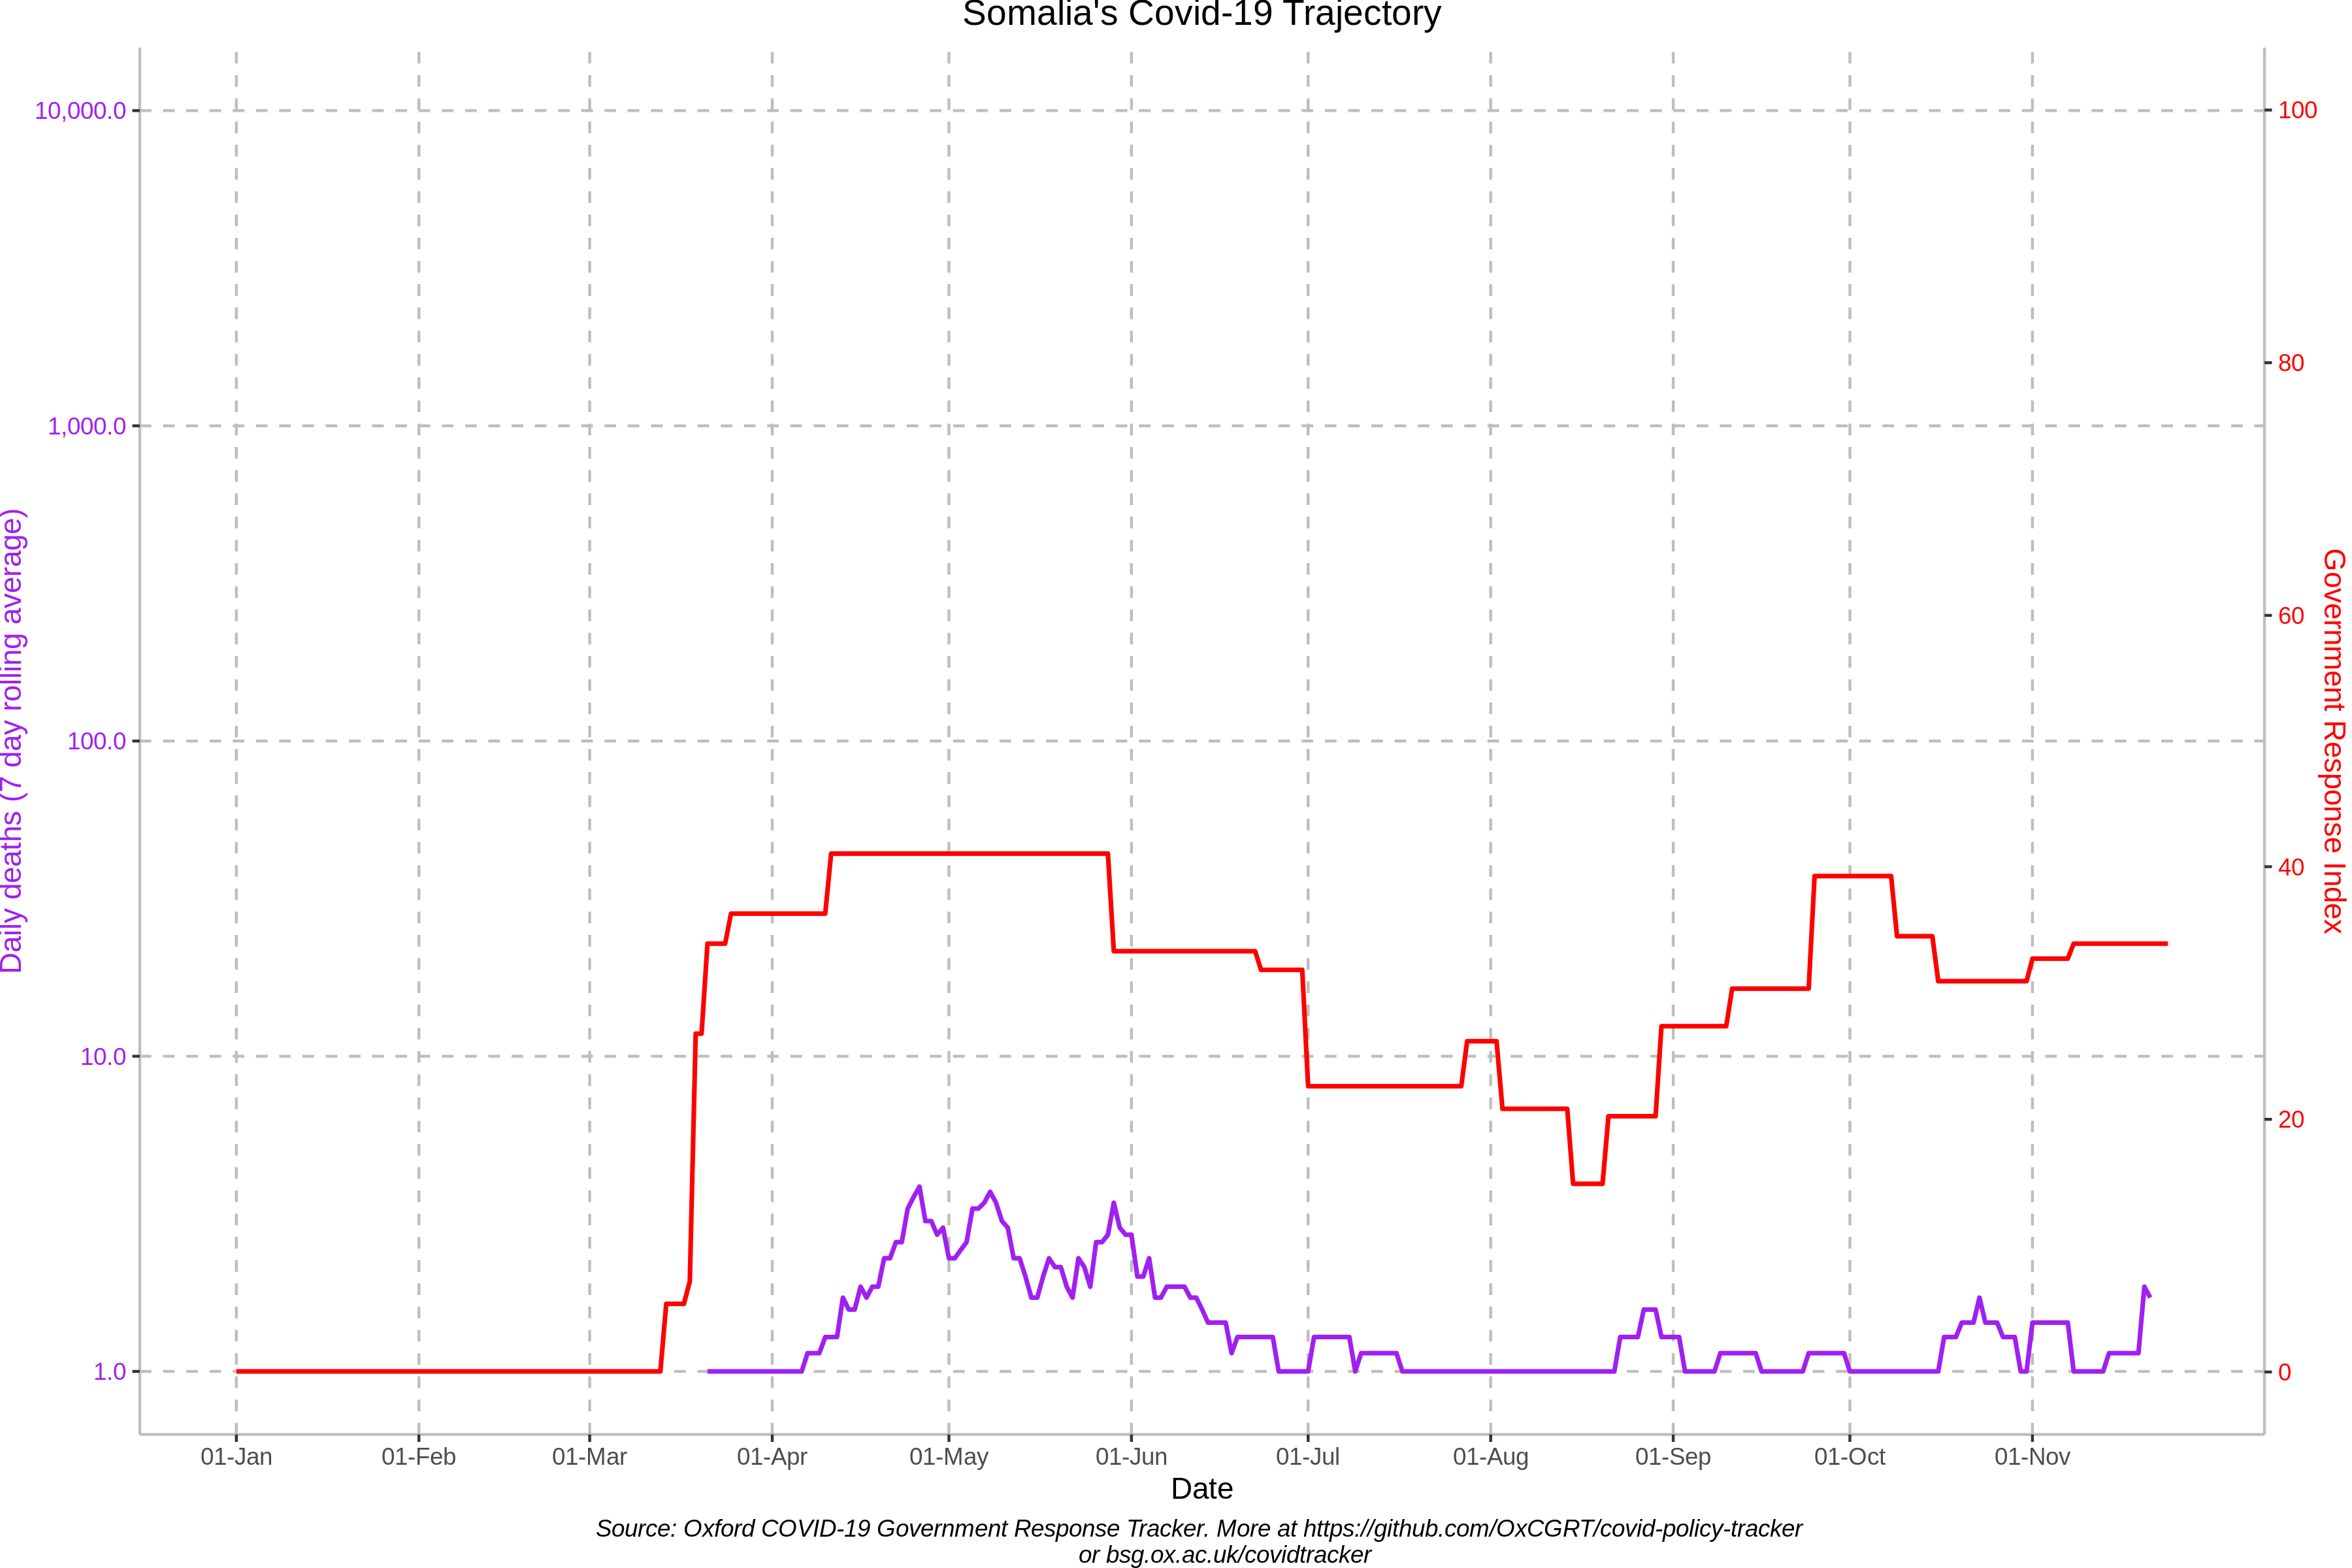 Somalia's Covid-19 Trajectory
10,000.0
1,000.0
100.0
10.0
1.0
Daily deaths (7 day rolling average)
100
80
60
40
20
0
Government Response Index
01-Jan 01-Feb 01-Mar 01-Apr 01-May 01-Jun 01-Jul 01-Aug 01-Sep 01-Oct 01-Nov
Date
Source: Oxford COVID-19 Government Response Tracker. More at https://github.com/OxCGRT/covid-policy-tracker
or bsg.ox.ac.uk/covidtracker